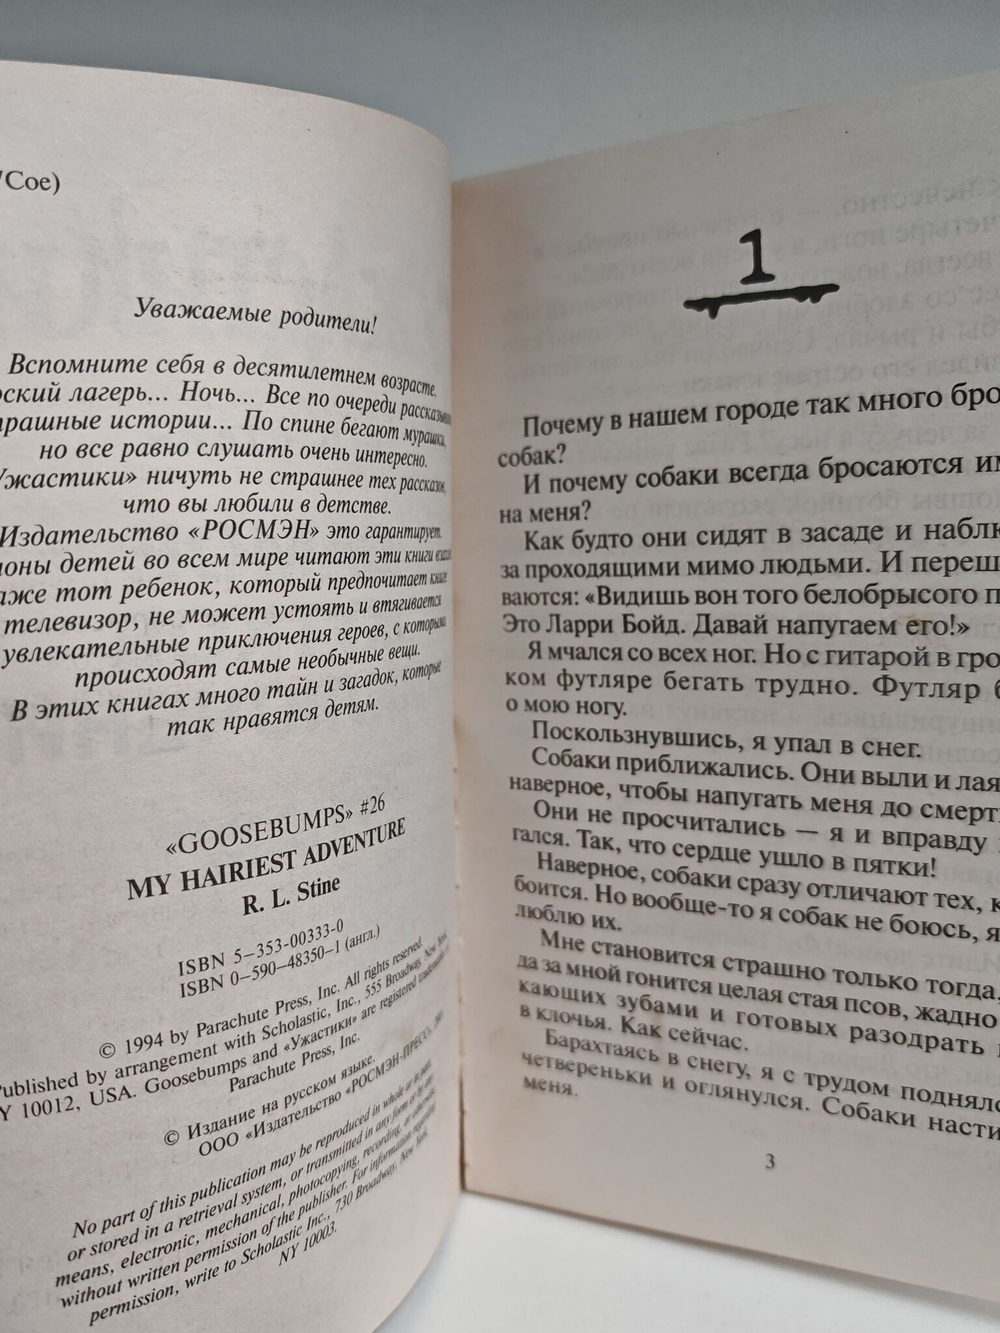 Сое)
Уважаемые родители!
Вспомните себя в десятилетнем возрасте.
лагерь... Ночь... Все по очереди
истории... По спине бегают мурашки,
но все равно слушать очень интересно.
ничуть не страшнее тех рассказов,
что вы любили в детстве.
Издательство «РОСМЭН» это гарантирует.
детей во всем мире читают эти книги
тот ребенок, который предпочитает книге
телевизор, не может устоять и втягивается
увлекательные приключения героев, с которыми
происходят самые необычные вещи.
В этих книгах много тайн и загадок, которые
так нравятся детям.
«GOOSEBUMPS» #26
MY HAIRIEST ADVENTURE
R. L. Stine
ISBN 5–353–00333–0
ISBN 0–590–48350–1 (англ.)
© 1994 by Parachute Press, Inc. All rights reserved.
Published by arrangement with Scholastic, Inc., 555 Broadway, New York,
NY 10012, USA. Goosebumps and «Ужастики» are registered trademarks
Parachute Press, Inc.
© Издание на русском языке.
ООО «Издательство «РОСМЭН-ПРЕСС»,
No part of this publication may be reproduced in whole or in part,
or stored in a retrieval system, or transmitted in any form or by any
means, electronic, mechanical, photocopying, recording, or otherwise,
without written permission of the publisher. For information regarding
permission, write to Scholastic Inc., 730 Broadway, New York,
NY 10003.
1
Почему в нашем городе так много бро
собак?
И почему собаки всегда бросаются им
на меня?
Как будто они сидят в засаде и наблю
за проходящими мимо людьми. И переш
ваются: «Видишь вон того белобрысого п
Это Ларри Бойд. Давай напугаем его!»
Я мчался со всех ног. Но с гитарой в гро
ком футляре бегать трудно. Футляр б
о мою ногу.
Поскользнувшись, я упал в снег.
Собаки приближались. Они выли и лая
наверное, чтобы напугать меня до смерт
Они не просчитались — я и вправду
гался. Так, что сердце ушло в пятки!
Наверное, собаки сразу отличают тех, к
боится. Но вообще-то я собак не боюсь, я
люблю их.
Мне становится страшно только тогда,
да за мной гонится целая стая псов, жадно
кающих зубами и готовых разодрать
в клочья. Как сейчас.
Барахтаясь в снегу, я с трудом поднялс
четвереньки и оглянулся. Собаки насти
меня.
3